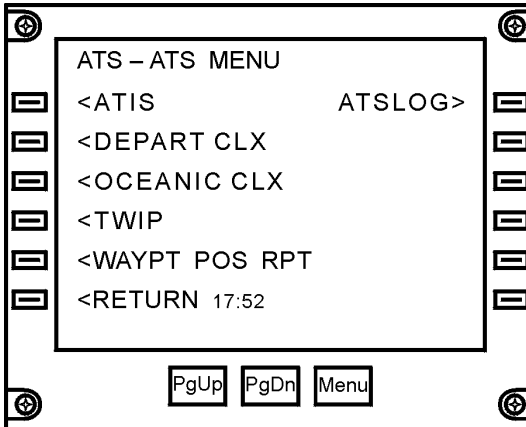 ATS – ATS MENU
<ATIS ATSLOG>
<DEPART CLX
<OCEANIC CLX
<TWIP
<WAYPT POS RPT
<RETURN 17:52
PgUp PgDn Menu